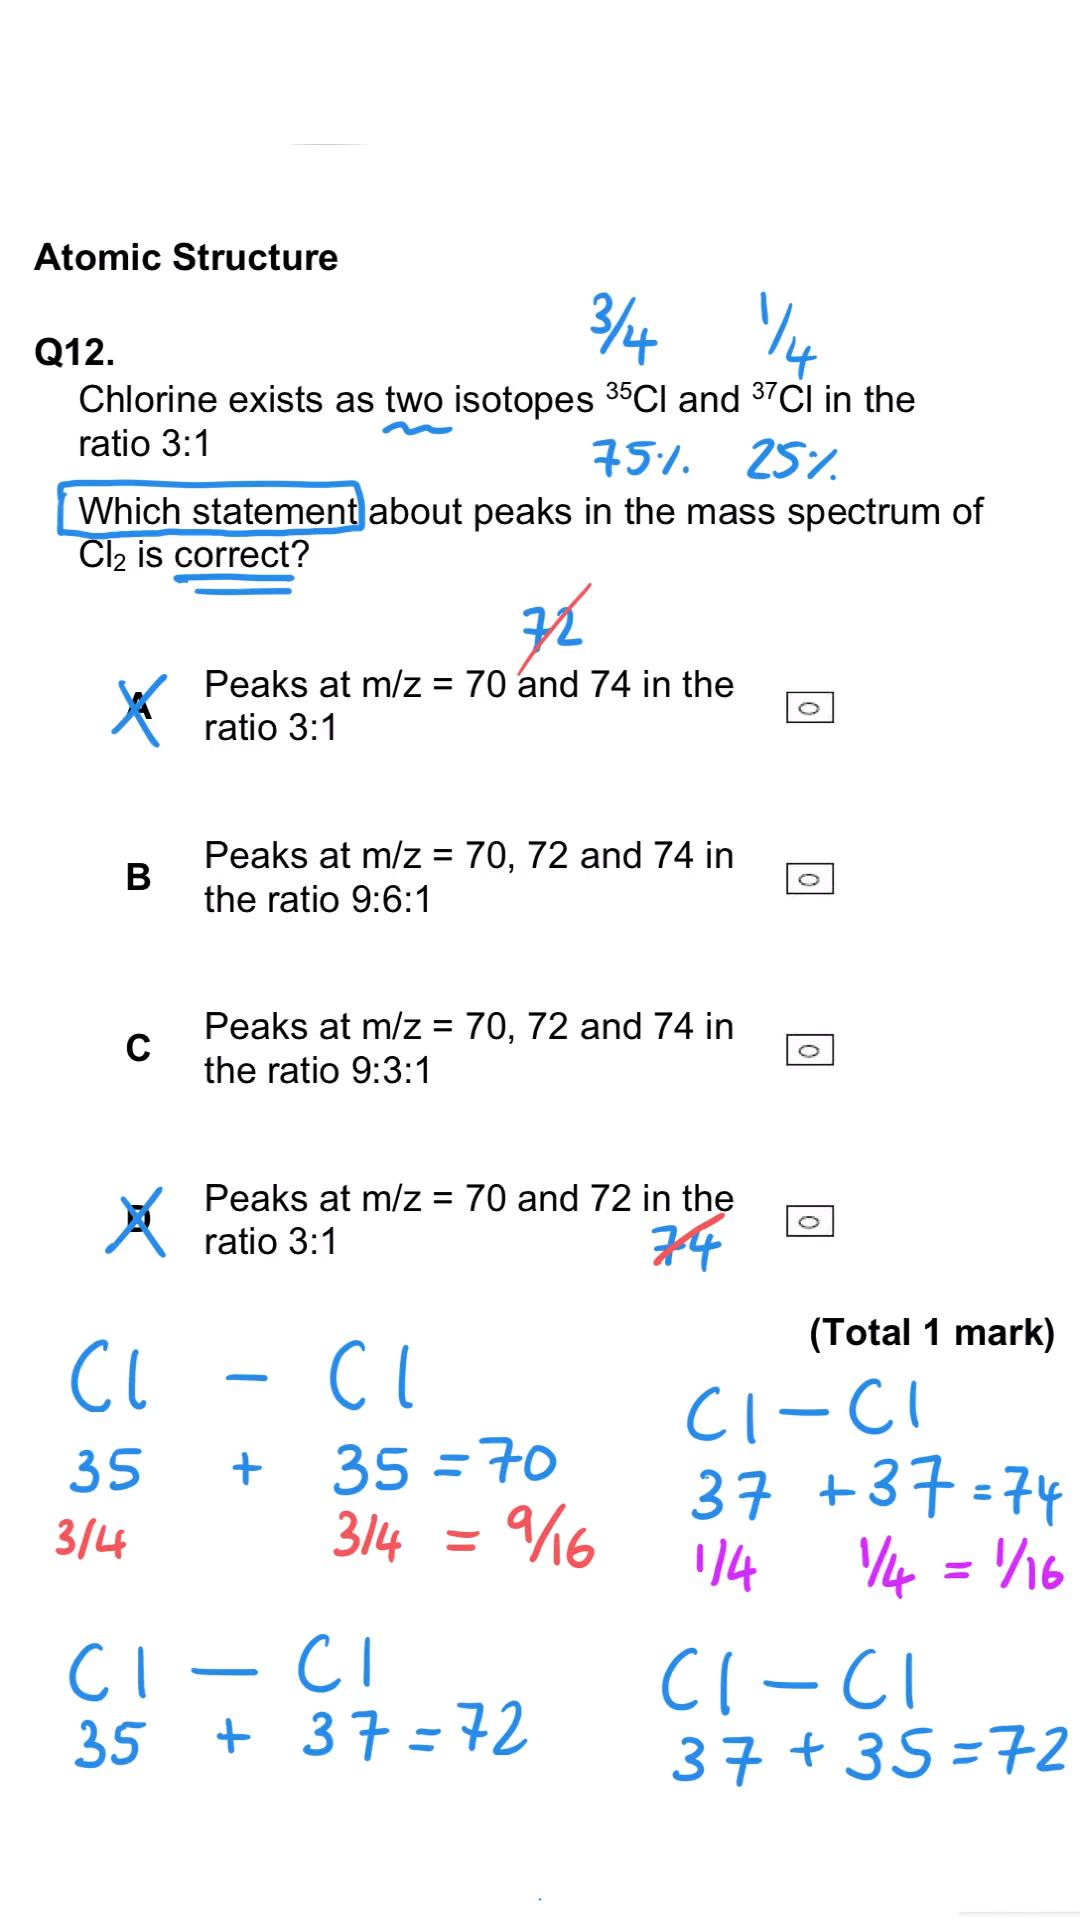 Atomic Structure
3/4 1/4
Q12.
Chlorine exists as two isotopes ³⁵Cl and ³⁷Cl in the
ratio 3:1
75% 25%
Which statement about peaks in the mass spectrum of
Cl₂ is correct?
72
A Peaks at m/z = 70 and 74 in the
ratio 3:1
B Peaks at m/z = 70, 72 and 74 in
the ratio 9:6:1
C Peaks at m/z = 70, 72 and 74 in
the ratio 9:3:1
D Peaks at m/z = 70 and 72 in the
ratio 3:1
74
(Total 1 mark)
Cl – Cl
35 + 35 = 70
3/4 3/4 = 9/16
Cl – Cl
37 + 37 = 74
1/4 1/4 = 1/16
Cl – Cl
35 + 37 = 72
Cl – Cl
37 + 35 = 72